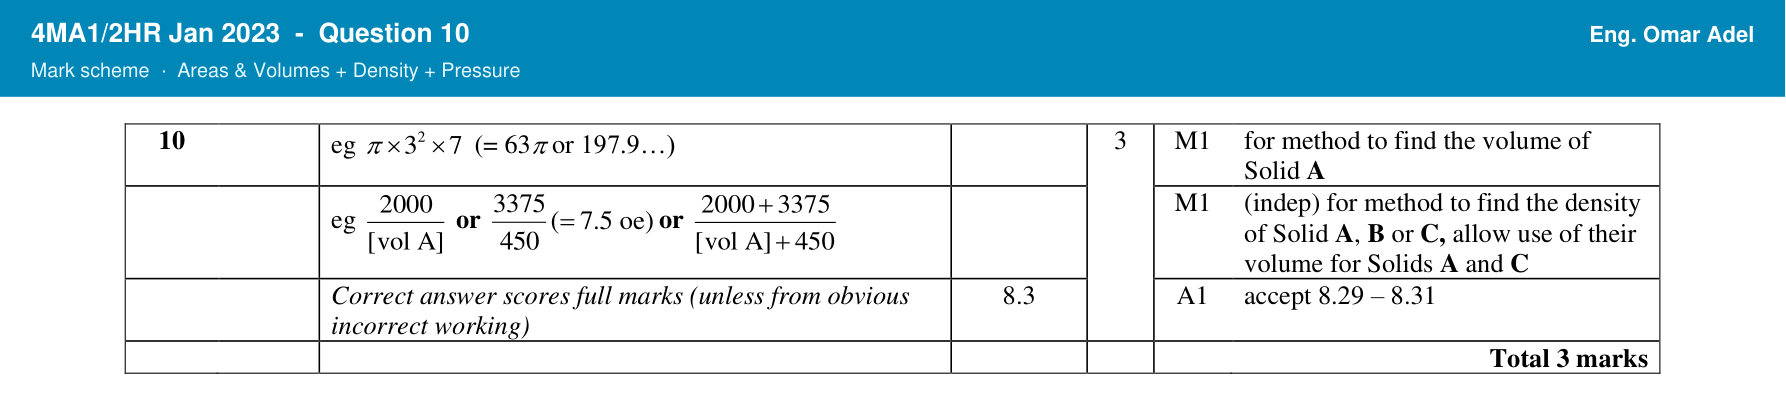 4MA1/2HR Jan 2023 - Question 10
Eng. Omar Adel
Mark scheme · Areas & Volumes + Density + Pressure
10 eg π × 3² × 7 (= 63π or 197.9…) 3 M1 for method to find the volume of
Solid A
eg 2000/[vol A] or 3375/450 (= 7.5 oe) or (2000 + 3375)/([vol A] + 450) M1 (indep) for method to find the density
of Solid A, B or C, allow use of their
volume for Solids A and C
Correct answer scores full marks (unless from obvious 8.3 A1 accept 8.29 – 8.31
incorrect working)
Total 3 marks